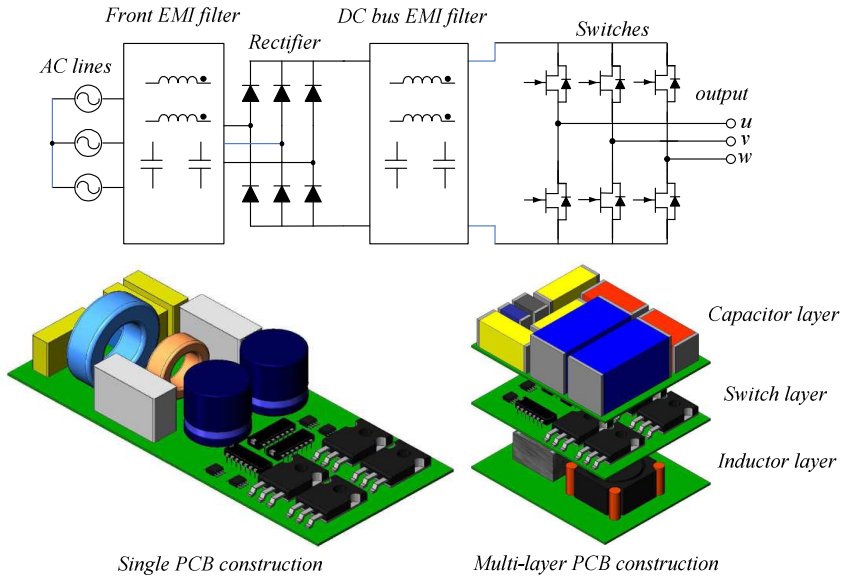 Front EMI filter
DC bus EMI filter
Rectifier
Switches
AC lines
output
u
v
w
Capacitor layer
Switch layer
Inductor layer
Single PCB construction
Multi-layer PCB construction